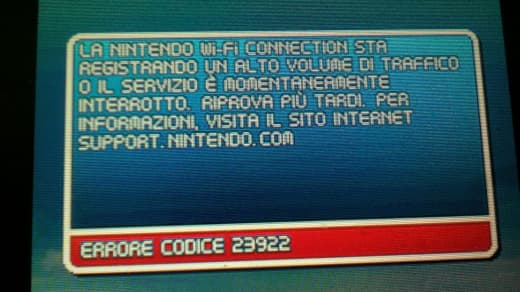 LA NINTENDO Wi-Fi CONNECTION STA
REGISTRANDO UN ALTO VOLUME DI TRAFFICO
O IL SERVIZIO È MOMENTANEAMENTE
INTERROTTO. RIPROVA PIÙ TARDI. PER
INFORMAZIONI, VISITA IL SITO INTERNET
SUPPORT.NINTENDO.COM
ERRORE CODICE 23922